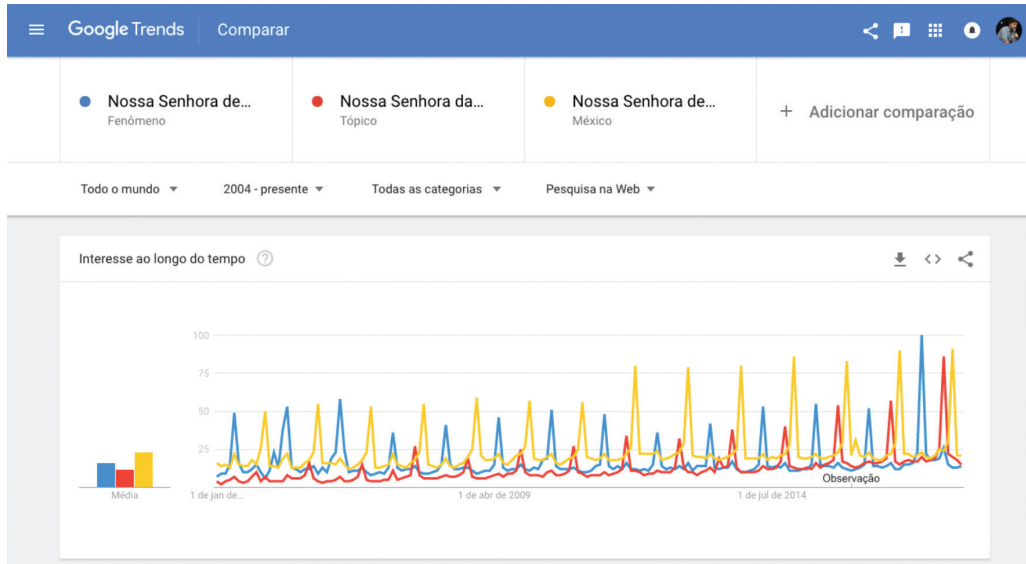 Google Trends Comparar
Nossa Senhora de... Nossa Senhora da... Nossa Senhora de... + Adicionar comparação
Fenômeno Tópico México
Todo o mundo 2004 - presente Todas as categorias Pesquisa na Web
Interesse ao longo do tempo ?
100
75
50
25
Observação
Média 1 de jan de... 1 de abr de 2009 1 de jul de 2014